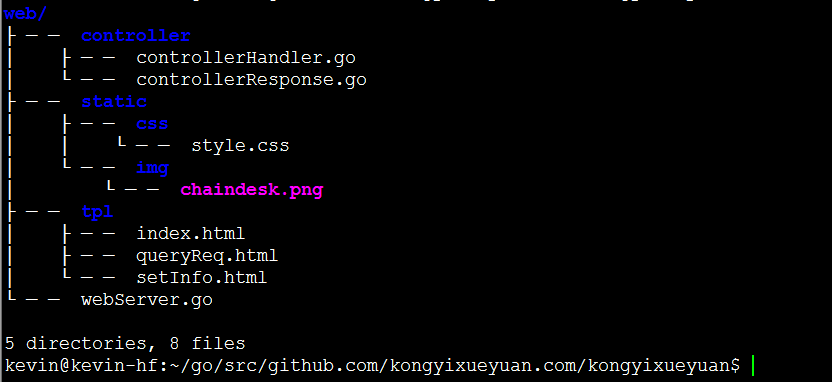 web/
├── controller
│   ├── controllerHandler.go
│   └── controllerResponse.go
├── static
│   ├── css
│   │   └── style.css
│   └── img
│       └── chaindesk.png
├── tpl
│   ├── index.html
│   ├── queryReq.html
│   └── setInfo.html
└── webServer.go

5 directories, 8 files
kevin@kevin-hf:~/go/src/github.com/kongyixueyuan.com/kongyixueyuan$